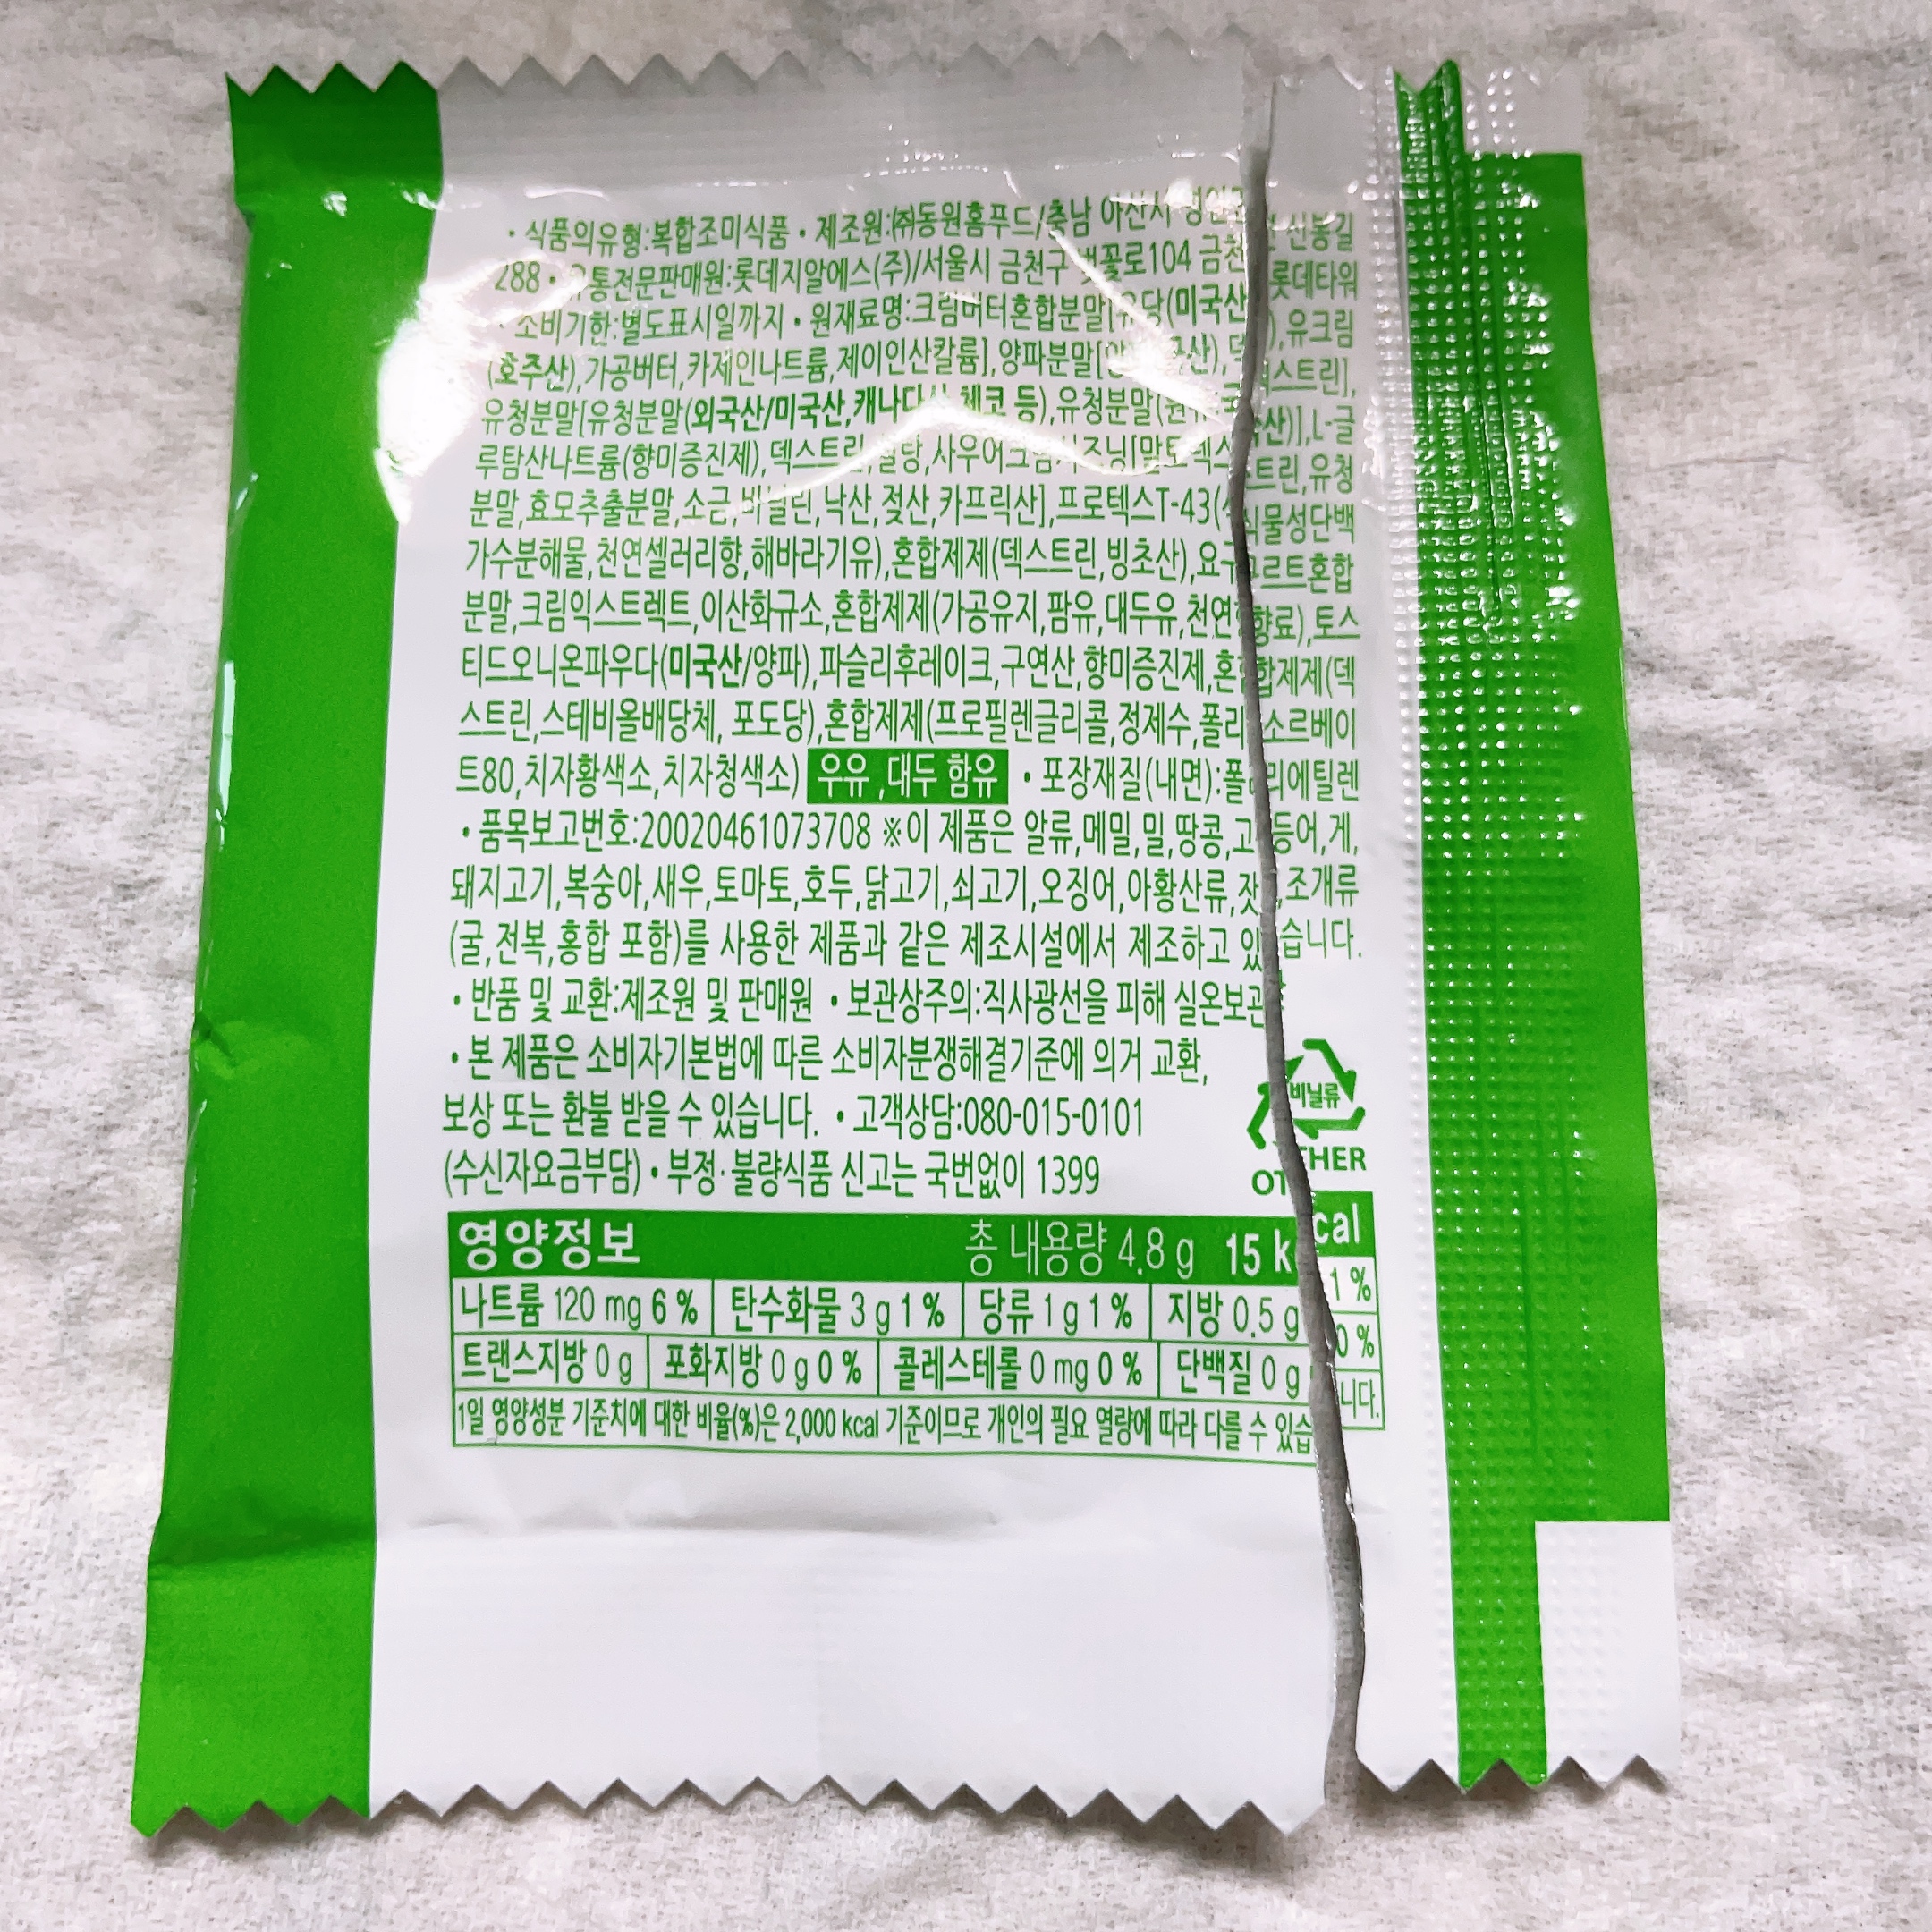 • 식품의유형:복합조미식품 • 제조원:㈜동원홈푸드/충남 아산시 신봉길
288 • 유통전문판매원:롯데지알에스(주)/서울시 금천구 벚꽃로104 금천 롯데타워
• 소비기한:별도표시일까지 • 원재료명:크림버터혼합분말[유당(미국산),유크림
(호주산),가공버터,카제인나트륨,제이인산칼륨],양파분말[덱스트린],
유청분말[유청분말(외국산/미국산,캐나다산,체코 등),유청분말(],L-글
루탐산나트륨(향미증진제),덱스트린,설탕,사우어크림시즈닝[말토덱스트린,유청
분말,효모추출분말,소금,바닐린,낙산,젖산,카프릭산],프로텍스T-43(식물성단백
가수분해물,천연셀러리향,해바라기유),혼합제제(덱스트린,빙초산),요구르트혼합
분말,크림익스트렉트,이산화규소,혼합제제(가공유지,팜유,대두유,천연향료),토스
티드오니온파우다(미국산/양파),파슬리후레이크,구연산,향미증진제,혼합제제(덱
스트린,스테비올배당체, 포도당),혼합제제(프로필렌글리콜,정제수,폴리소르베이
트80,치자황색소,치자청색소) 우유,대두 함유 • 포장재질(내면):폴리에틸렌
• 품목보고번호:20020461073708 ※이 제품은 알류,메밀,밀,땅콩,고등어,게,
돼지고기,복숭아,새우,토마토,호두,닭고기,쇠고기,오징어,아황산류,잣,조개류
(굴,전복,홍합 포함)를 사용한 제품과 같은 제조시설에서 제조하고 있습니다.
• 반품 및 교환:제조원 및 판매원 • 보관상주의:직사광선을 피해 실온보관
• 본 제품은 소비자기본법에 따른 소비자분쟁해결기준에 의거 교환,
보상 또는 환불 받을 수 있습니다. • 고객상담:080-015-0101
(수신자요금부담) • 부정·불량식품 신고는 국번없이 1399
비닐류
OTHER
영양정보 총 내용량 4.8 g 15 kcal
나트륨 120 mg 6 % 탄수화물 3 g 1 % 당류 1 g 1 % 지방 0.5 g 1 %
트랜스지방 0 g 포화지방 0 g 0 % 콜레스테롤 0 mg 0 % 단백질 0 g 0 %
1일 영양성분 기준치에 대한 비율(%)은 2,000 kcal 기준이므로 개인의 필요 열량에 따라 다를 수 있습니다.